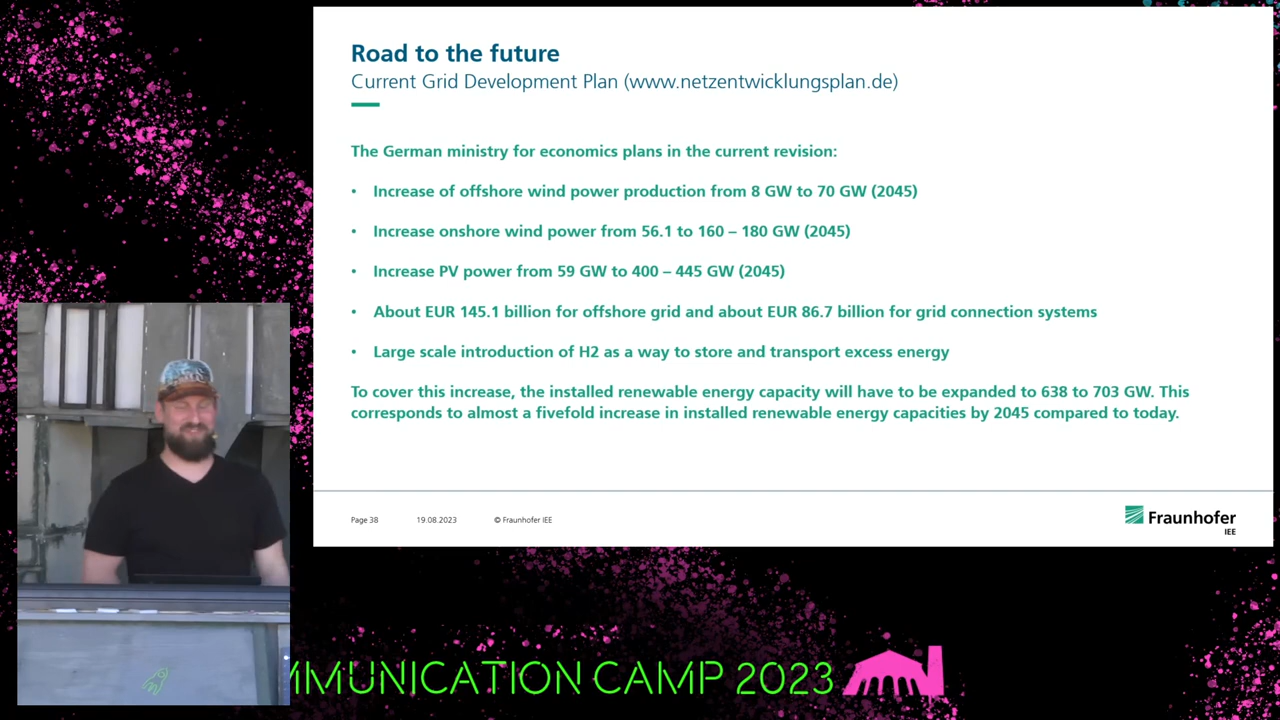 Road to the future
Current Grid Development Plan (www.netzentwicklungsplan.de)
The German ministry for economics plans in the current revision:
• Increase of offshore wind power production from 8 GW to 70 GW (2045)
• Increase onshore wind power from 56.1 to 160 – 180 GW (2045)
• Increase PV power from 59 GW to 400 – 445 GW (2045)
• About EUR 145.1 billion for offshore grid and about EUR 86.7 billion for grid connection systems
• Large scale introduction of H2 as a way to store and transport excess energy
To cover this increase, the installed renewable energy capacity will have to be expanded to 638 to 703 GW. This
corresponds to almost a fivefold increase in installed renewable energy capacities by 2045 compared to today.
Page 38
19.08.2023
© Fraunhofer IEE
Fraunhofer
IEE
MMUNICATION CAMP 2023